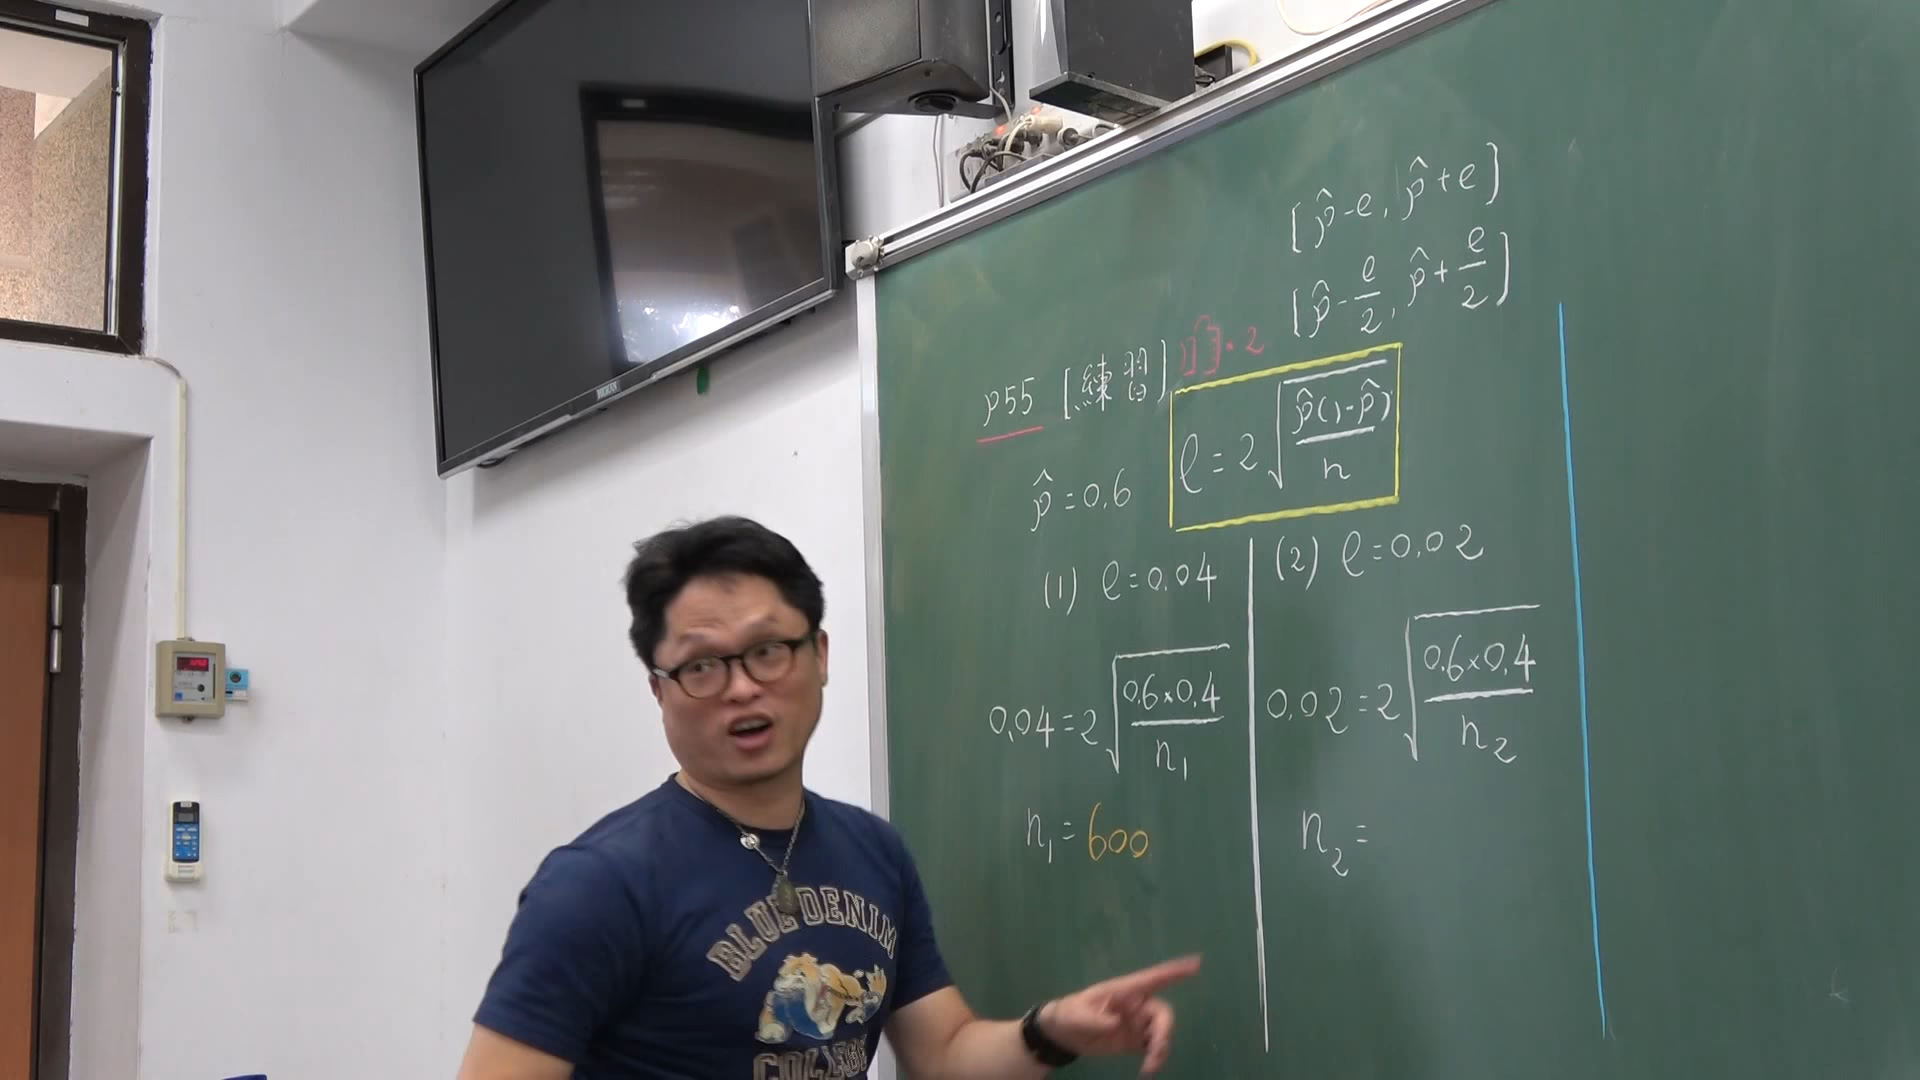 [p̂-e, p̂+e]
[p̂-e/2, p̂+e/2]
p55 [練習]
e=2√(p̂(1-p̂)/n)
p̂=0.6
(1) e=0.04
(2) e=0.02
0.04=2√(0.6×0.4/n₁)
0.02=2√(0.6×0.4/n₂)
n₁=600
n₂=
BLUE DENIM
COLLEGE